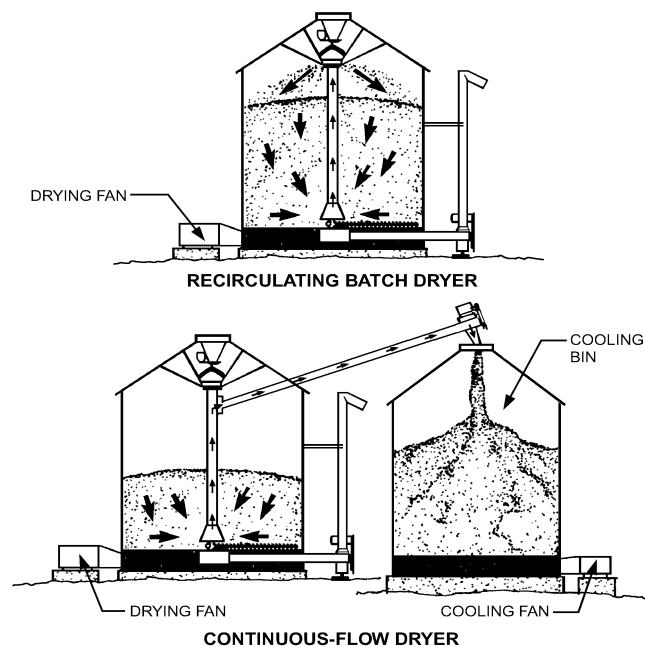 DRYING FAN
RECIRCULATING BATCH DRYER
COOLING
BIN
DRYING FAN
COOLING FAN
CONTINUOUS-FLOW DRYER